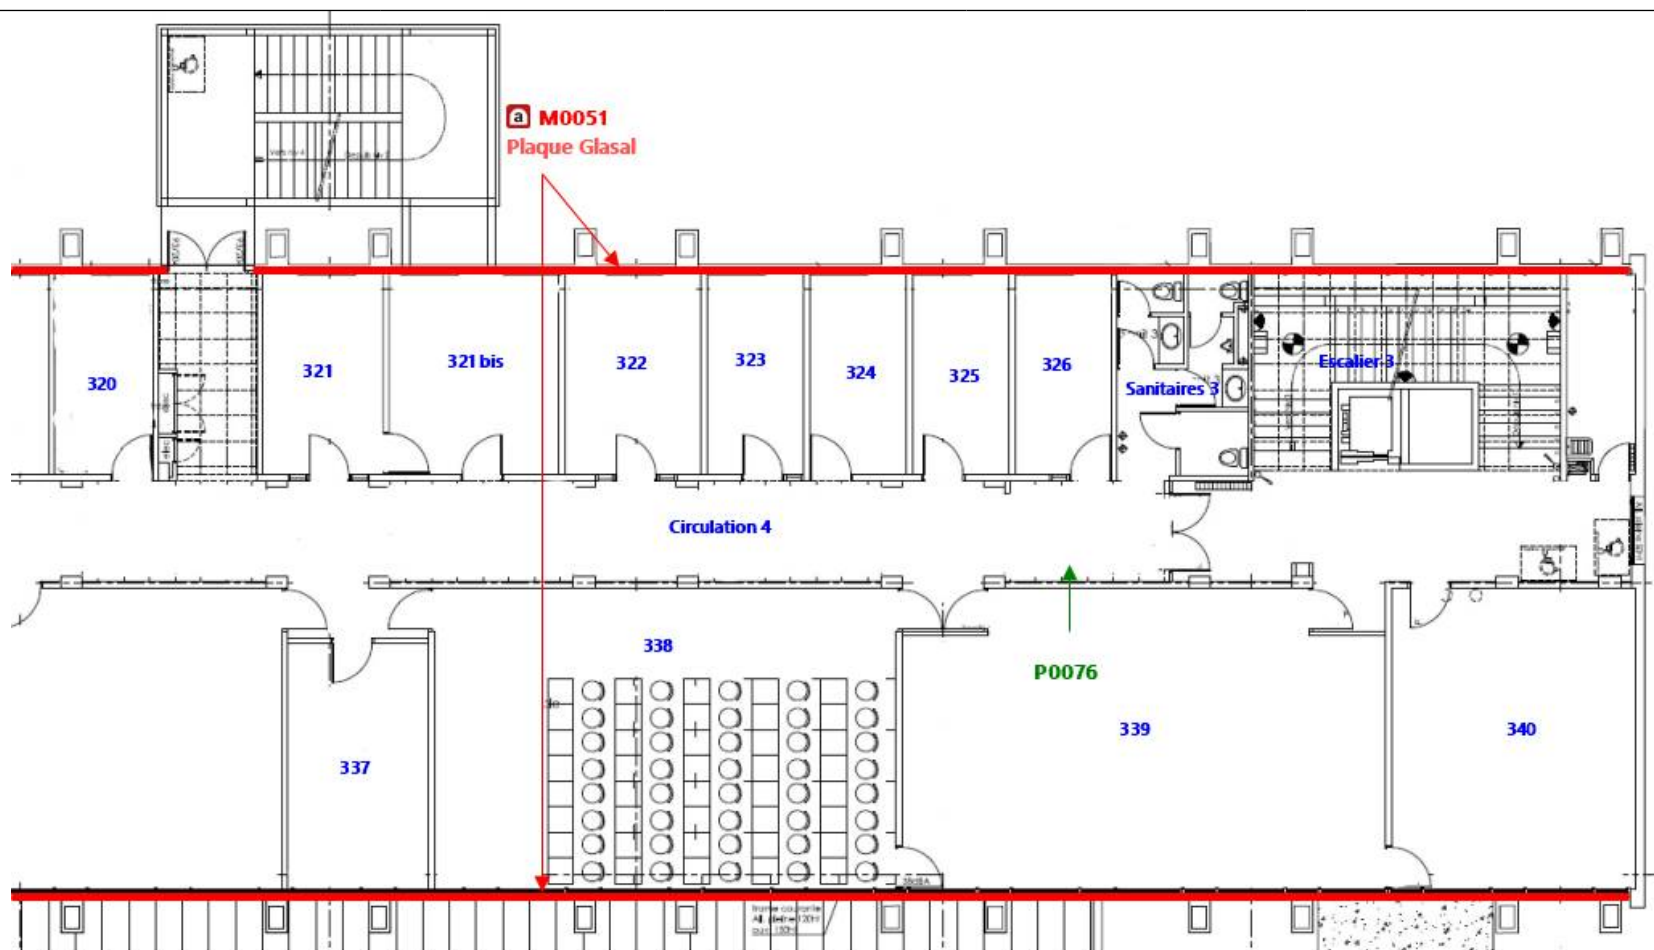 a M0051
Plaque Glasal
320
321
321 bis
322
323
324
325
326
Sanitaires 3
Escalier 3
Circulation 4
P0076
337
338
339
340